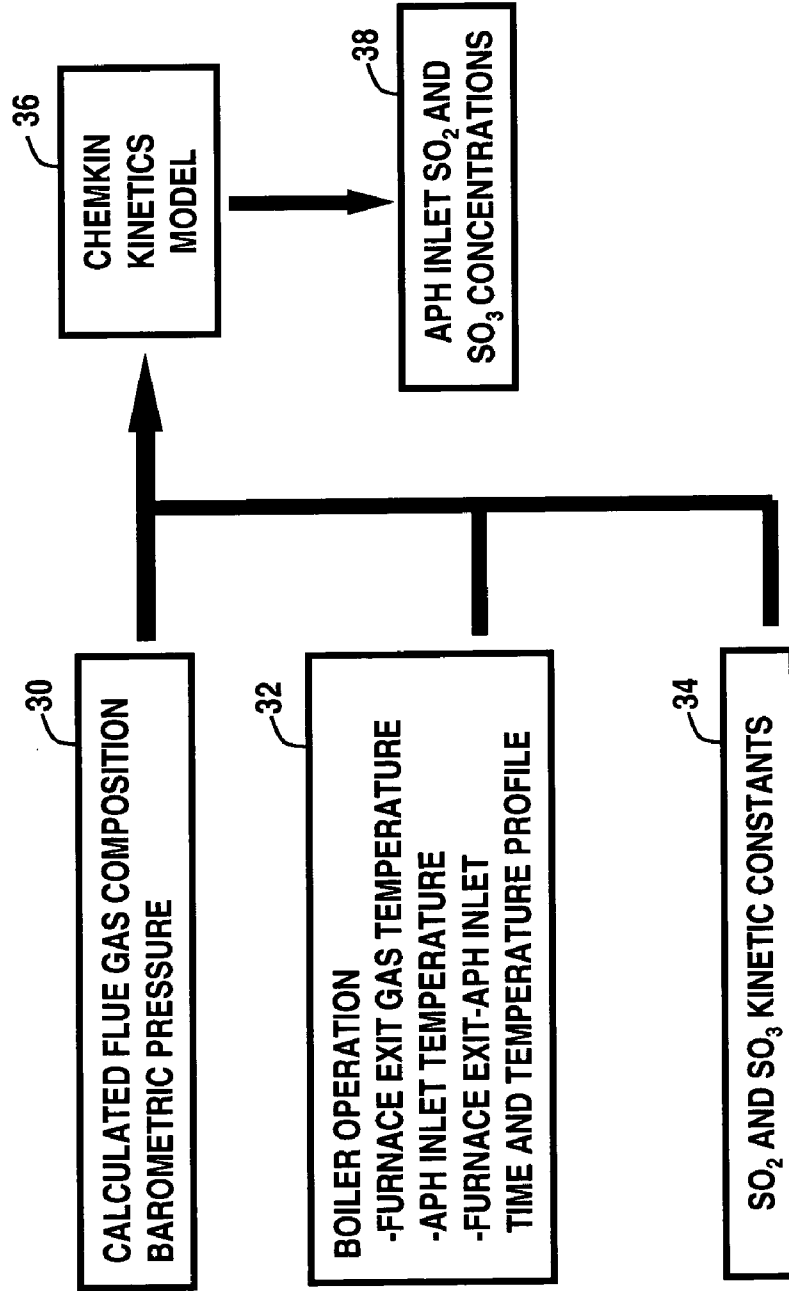 30
CALCULATED FLUE GAS COMPOSITION
BAROMETRIC PRESSURE
32
BOILER OPERATION
-FURNACE EXIT GAS TEMPERATURE
-APH INLET TEMPERATURE
-FURNACE EXIT-APH INLET
TIME AND TEMPERATURE PROFILE
34
SO₂ AND SO₃ KINETIC CONSTANTS
36
CHEMKIN
KINETICS
MODEL
38
APH INLET SO₂ AND
SO₃ CONCENTRATIONS